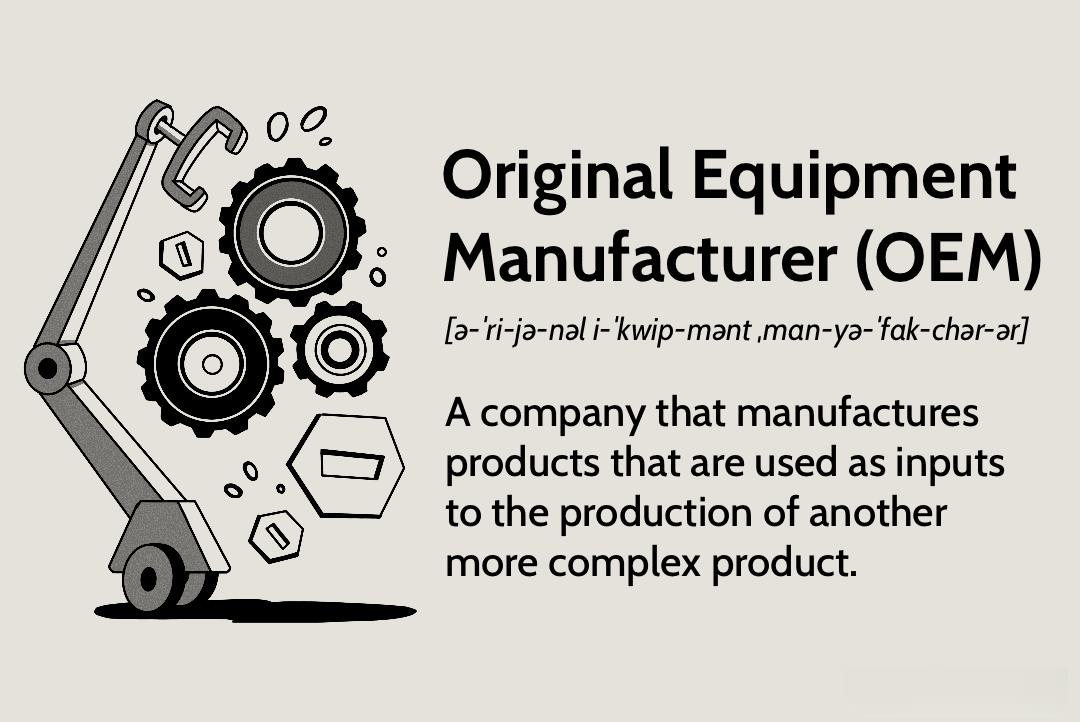 Original Equipment
Manufacturer (OEM)
[ə-ˈri-jə-nəl i-ˈkwip-mənt ˌman-yə-ˈfak-chər-ər]
A company that manufactures
products that are used as inputs
to the production of another
more complex product.